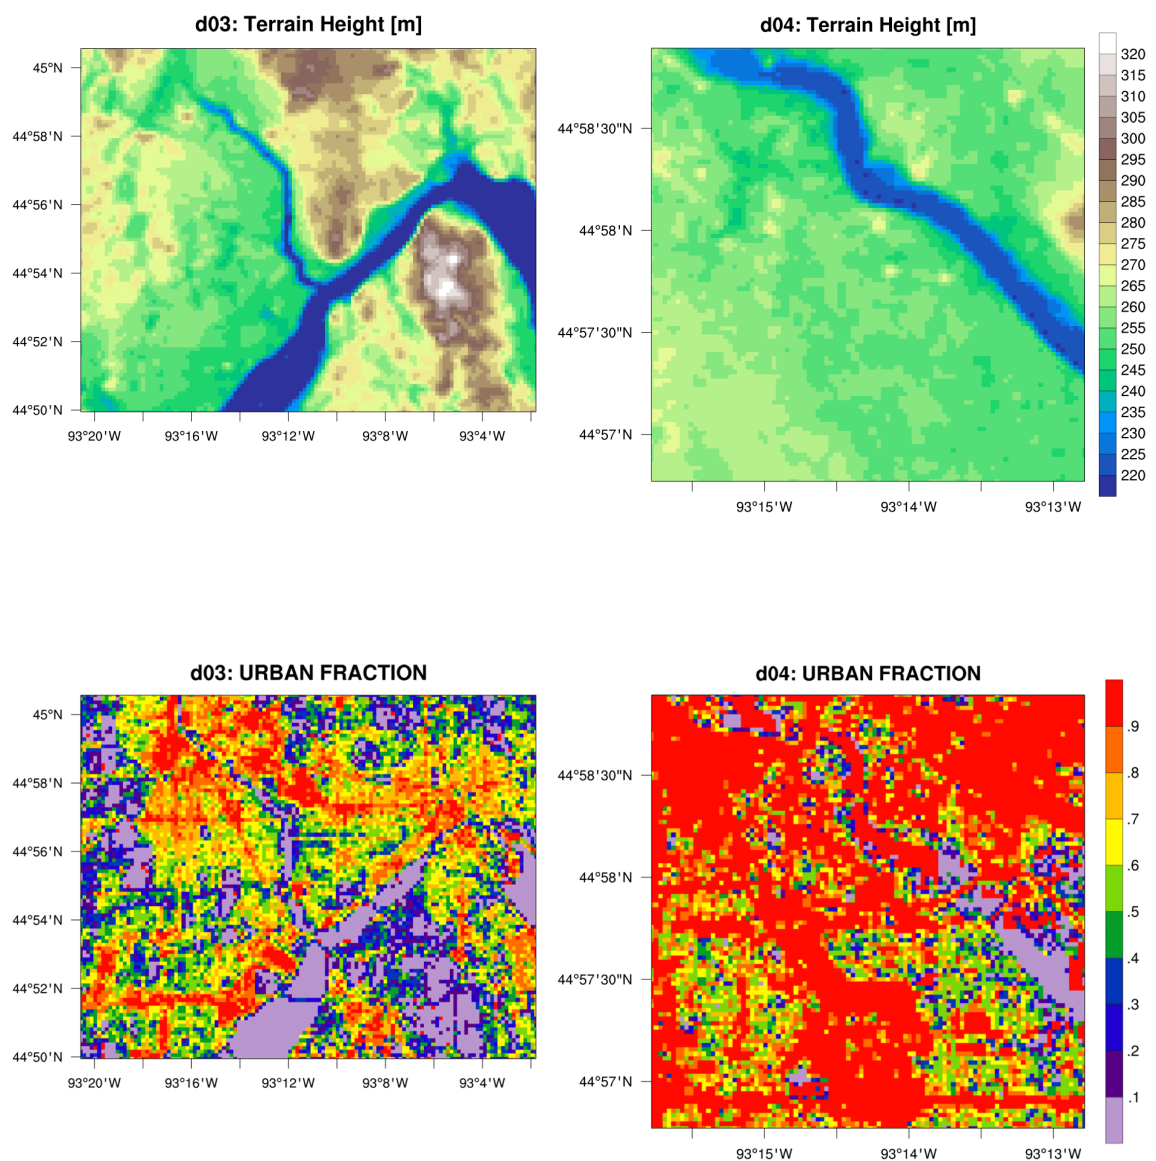 d03: Terrain Height [m]
d04: Terrain Height [m]
45°N
44°58'N
44°56'N
44°54'N
44°52'N
44°50'N
93°20'W 93°16'W 93°12'W 93°8'W 93°4'W
44°58'30"N
44°58'N
44°57'30"N
44°57'N
93°15'W 93°14'W 93°13'W
320
315
310
305
300
295
290
285
280
275
270
265
260
255
250
245
240
235
230
225
220
d03: URBAN FRACTION
d04: URBAN FRACTION
45°N
44°58'N
44°56'N
44°54'N
44°52'N
44°50'N
93°20'W 93°16'W 93°12'W 93°8'W 93°4'W
44°58'30"N
44°58'N
44°57'30"N
44°57'N
93°15'W 93°14'W 93°13'W
.9
.8
.7
.6
.5
.4
.3
.2
.1